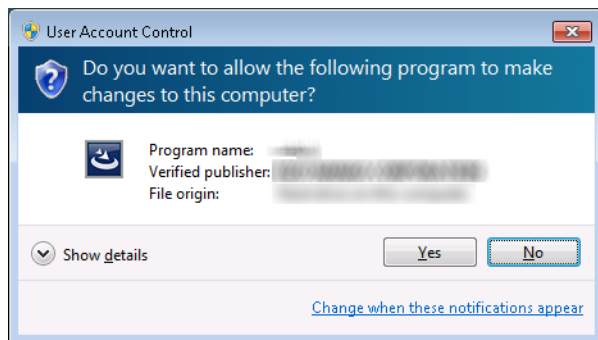 User Account Control
Do you want to allow the following program to make
changes to this computer?
Program name:
Verified publisher:
File origin:
Show details
Yes
No
Change when these notifications appear